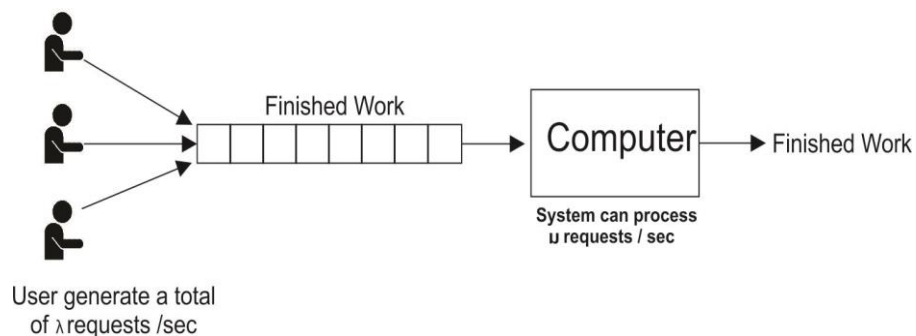 Finished Work
Computer
Finished Work
System can process
μ requests / sec
User generate a total
of λ requests /sec